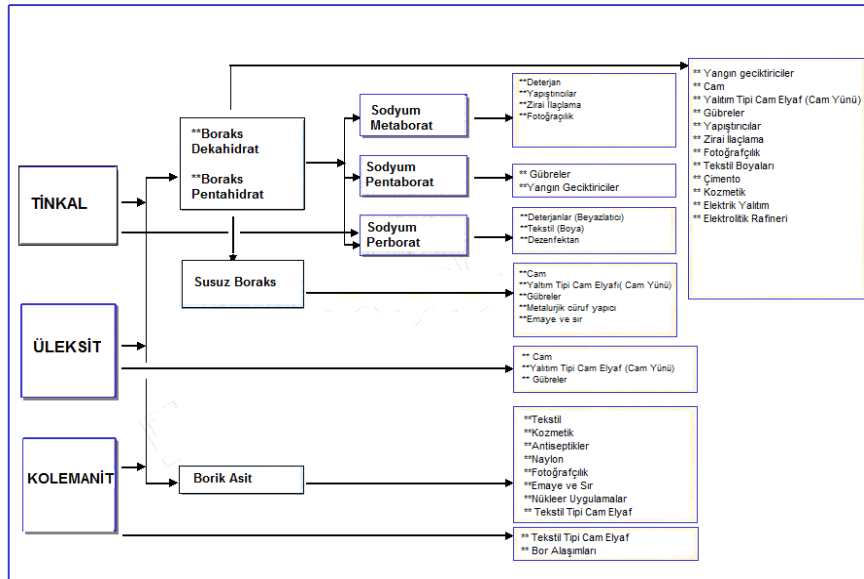 TİNKAL
ÜLEKSİT
KOLEMANİT
**Boraks
Dekahidrat
**Boraks
Pentahidrat
Susuz Boraks
Borik Asit
Sodyum
Metaborat
Sodyum
Pentaborat
Sodyum
Perborat
**Deterjan
**Yapıştırıcılar
**Zirai İlaçlama
**Fotoğraçılık
** Gübreler
**Yangın Geciktiriciler
**Deterjanlar (Beyazlatıcı)
**Tekstil (Boya)
**Dezenfektan
**Cam
**Yaltım Tipi Cam Elyafı( Cam Yünü)
**Gübreler
**Metalurjik cüruf yapıcı
**Emaye ve sır
** Cam
**Yalıtım Tipi Cam Elyaf (Cam Yünü)
** Gübreler
**Tekstil
**Kozmetik
**Antiseptikler
**Naylon
**Fotoğrafçılık
**Emaye ve Sır
**Nükleer Uygulamalar
** Tekstil Tipi Cam Elyaf
** Tekstil Tipi Cam Elyaf
** Bor Alaşımları
** Yangın geciktiriciler
** Cam
** Yalıtım Tipi Cam Elyaf (Cam Yünü)
** Gübreler
** Yapıştırıcılar
** Zirai İlaçlama
** Fotoğrafçılık
** Tekstil Boyaları
** Çimento
** Kozmetik
** Elektrik Yalıtım
** Elektrolitik Rafineri